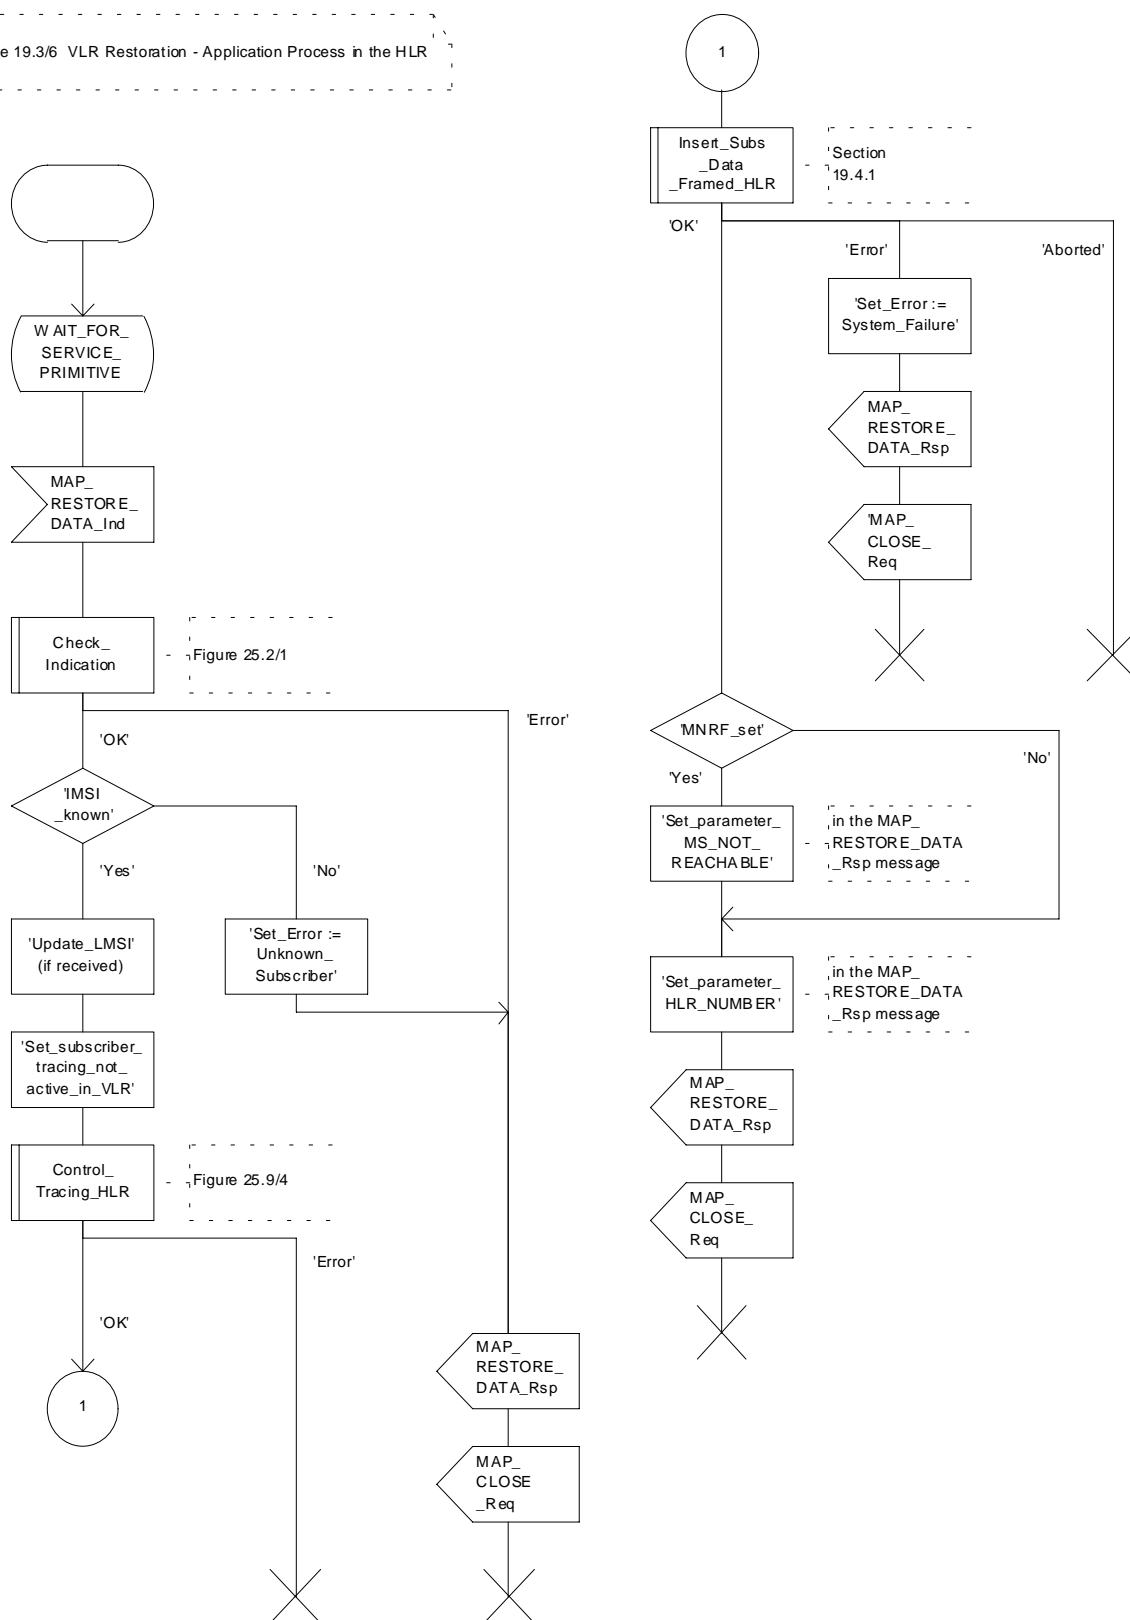 e 19.3/6 VLR Restoration - Application Process in the HLR
WAIT_FOR_
SERVICE_
PRIMITIVE
MAP_
RESTORE_
DATA_Ind
Check_
Indication
Figure 25.2/1
'Error'
'OK'
'IMSI
_known'
'Yes'
'No'
'Update_LMSI'
(if received)
'Set_Error :=
Unknown_
Subscriber'
'Set_subscriber_
tracing_not_
active_in_VLR'
Control_
Tracing_HLR
Figure 25.9/4
'Error'
'OK'
1
MAP_
RESTORE_
DATA_Rsp
MAP_
CLOSE
_Req
1
Insert_Subs
_Data
_Framed_HLR
Section
19.4.1
'OK'
'Error'
'Aborted'
'Set_Error :=
System_Failure'
MAP_
RESTORE_
DATA_Rsp
'MAP_
CLOSE_
Req
'MNRF_set'
'No'
'Yes'
'Set_parameter_
MS_NOT_
REACHABLE'
in the MAP_
RESTORE_DATA
_Rsp message
'Set_parameter_
HLR_NUMBER'
in the MAP_
RESTORE_DATA
_Rsp message
MAP_
RESTORE_
DATA_Rsp
MAP_
CLOSE_
Req